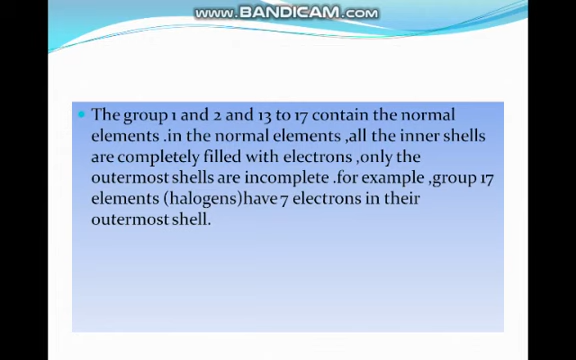 www.BANDICAM.com
The group 1 and 2 and 13 to 17 contain the normal
elements .in the normal elements ,all the inner shells
are completely filled with electrons ,only the
outermost shells are incomplete .for example ,group 17
elements (halogens)have 7 electrons in their
outermost shell.